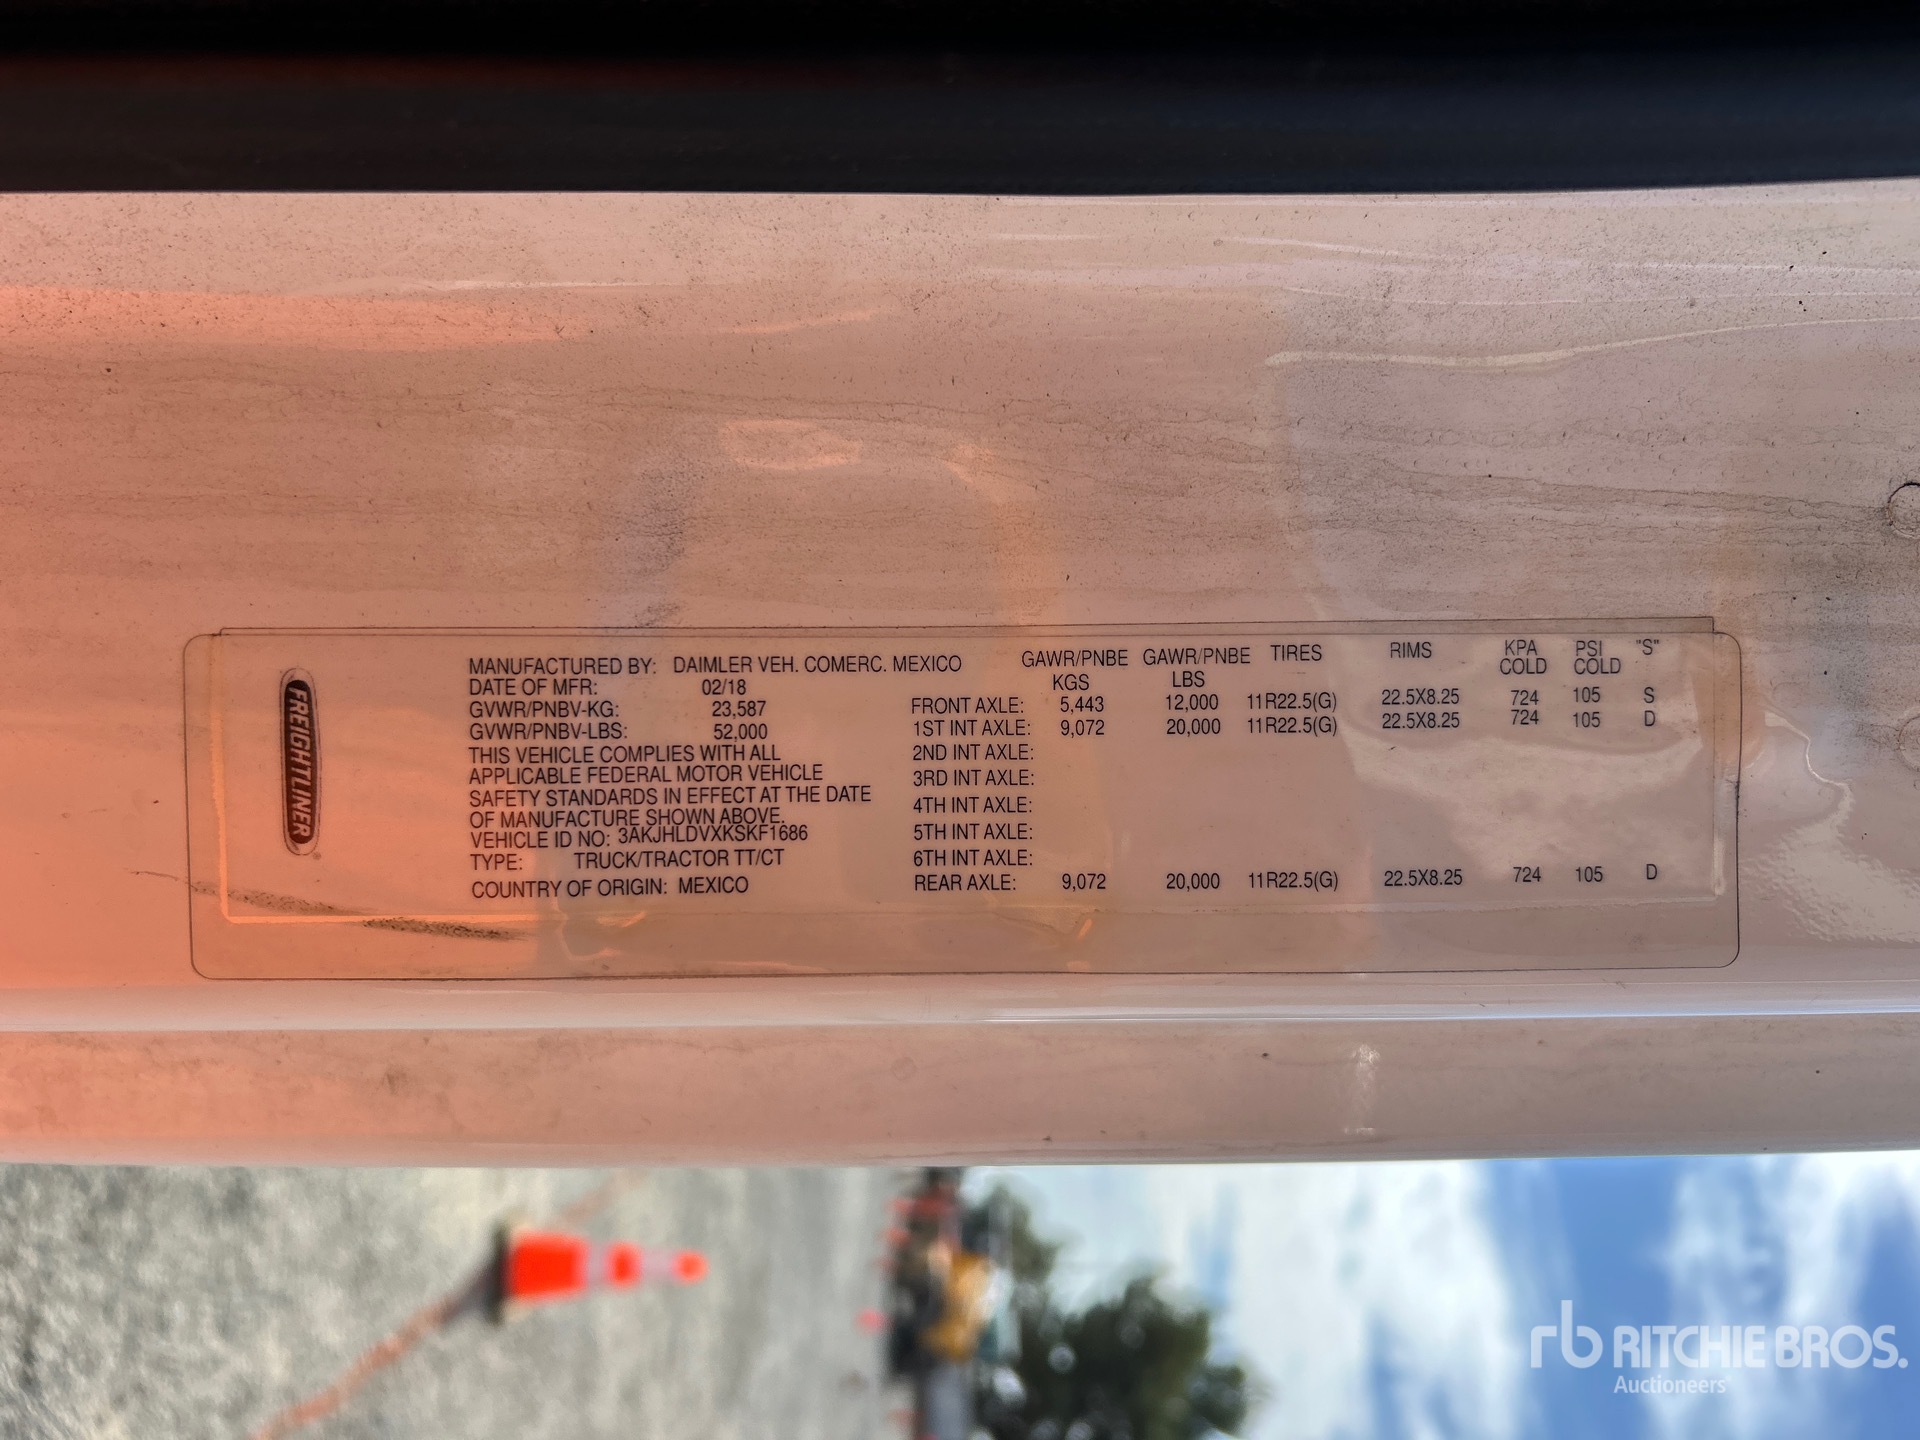 FREIGHTLINER
MANUFACTURED BY: DAIMLER VEH. COMERC. MEXICO
DATE OF MFR: 02/18
GVWR/PNBV-KG: 23,587
GVWR/PNBV-LBS: 52,000
THIS VEHICLE COMPLIES WITH ALL
APPLICABLE FEDERAL MOTOR VEHICLE
SAFETY STANDARDS IN EFFECT AT THE DATE
OF MANUFACTURE SHOWN ABOVE.
VEHICLE ID NO: 3AKJHLDVXKSKF1686
TYPE: TRUCK/TRACTOR TT/CT
COUNTRY OF ORIGIN: MEXICO
GAWR/PNBE GAWR/PNBE TIRES RIMS KPA PSI "S"
KGS LBS COLD COLD
FRONT AXLE: 5,443 12,000 11R22.5(G) 22.5X8.25 724 105 S
1ST INT AXLE: 9,072 20,000 11R22.5(G) 22.5X8.25 724 105 D
2ND INT AXLE:
3RD INT AXLE:
4TH INT AXLE:
5TH INT AXLE:
6TH INT AXLE:
REAR AXLE: 9,072 20,000 11R22.5(G) 22.5X8.25 724 105 D
rb RITCHIE BROS.
Auctioneers